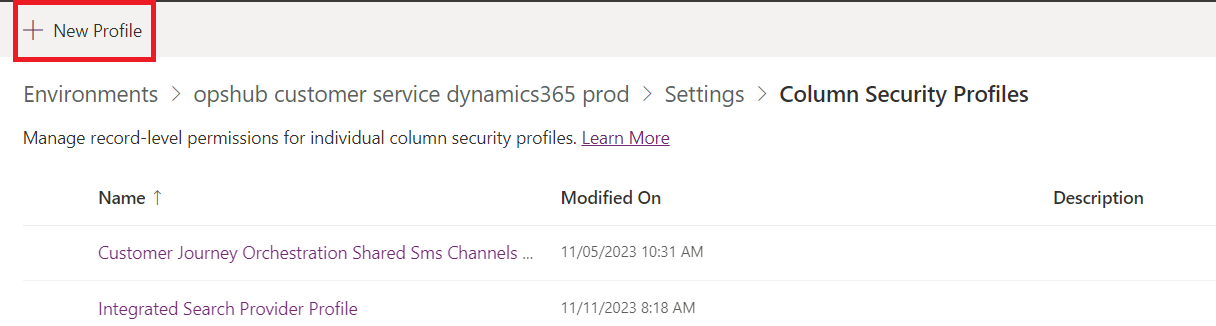 + New Profile
Environments > opshub customer service dynamics365 prod > Settings > Column Security Profiles
Manage record-level permissions for individual column security profiles. Learn More
Name ↑ Modified On Description
Customer Journey Orchestration Shared Sms Channels ... 11/05/2023 10:31 AM
Integrated Search Provider Profile 11/11/2023 8:18 AM